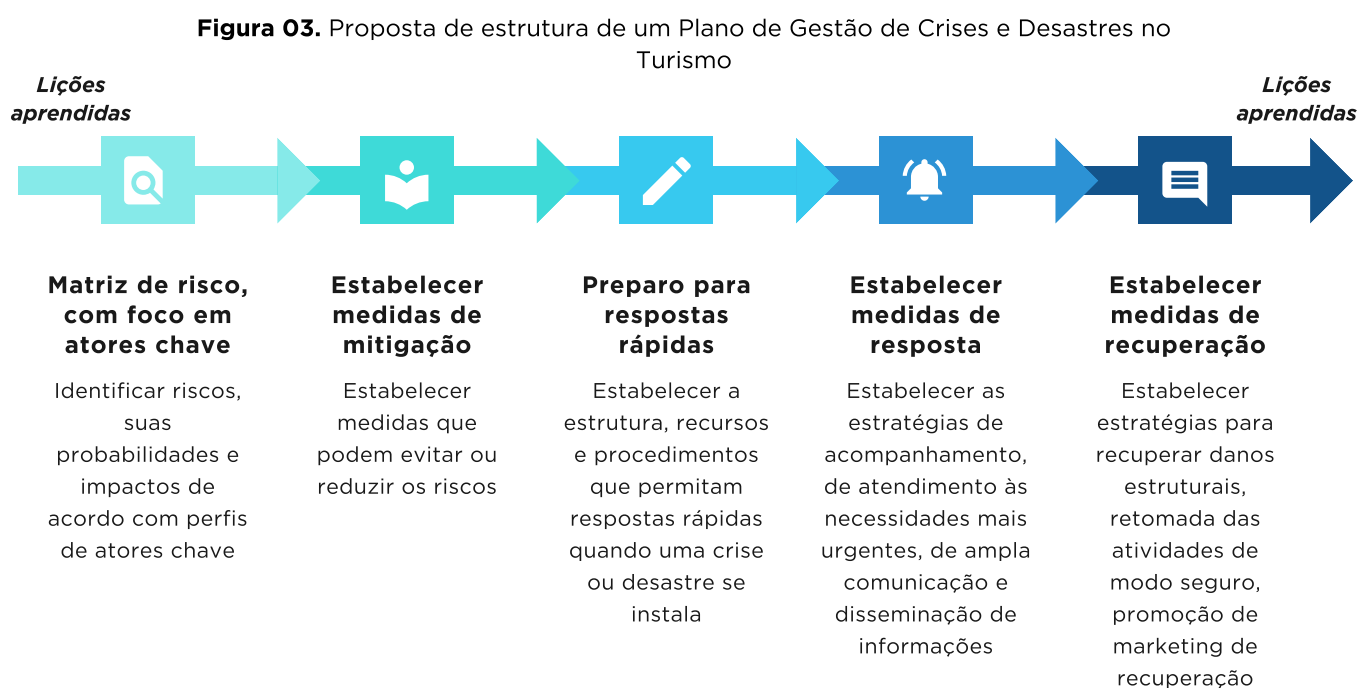 Figura 03. Proposta de estrutura de um Plano de Gestão de Crises e Desastres no
Turismo
Lições
aprendidas
Lições
aprendidas
Matriz de risco,
com foco em
atores chave
Identificar riscos,
suas
probabilidades e
impactos de
acordo com perfis
de atores chave
Estabelecer
medidas de
mitigação
Estabelecer
medidas que
podem evitar ou
reduzir os riscos
Preparo para
respostas
rápidas
Estabelecer a
estrutura, recursos
e procedimentos
que permitam
respostas rápidas
quando uma crise
ou desastre se
instala
Estabelecer
medidas de
resposta
Estabelecer as
estratégias de
acompanhamento,
de atendimento às
necessidades mais
urgentes, de ampla
comunicação e
disseminação de
informações
Estabelecer
medidas de
recuperação
Estabelecer
estratégias para
recuperar danos
estruturais,
retomada das
atividades de
modo seguro,
promoção de
marketing de
recuperação